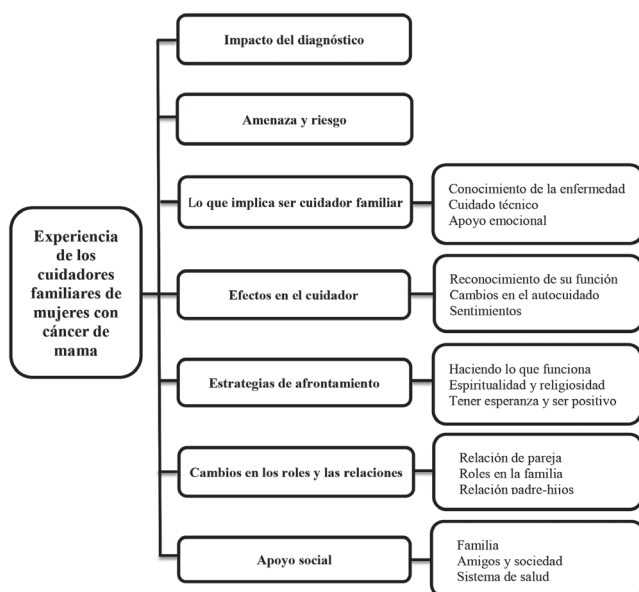 Experiencia
de los
cuidadores
familiares de
mujeres con
cáncer de
mama
Impacto del diagnóstico
Amenaza y riesgo
Lo que implica ser cuidador familiar
Conocimiento de la enfermedad
Cuidado técnico
Apoyo emocional
Efectos en el cuidador
Reconocimiento de su función
Cambios en el autocuidado
Sentimientos
Estrategias de afrontamiento
Haciendo lo que funciona
Espiritualidad y religiosidad
Tener esperanza y ser positivo
Cambios en los roles y las relaciones
Relación de pareja
Roles en la familia
Relación padre-hijos
Apoyo social
Familia
Amigos y sociedad
Sistema de salud